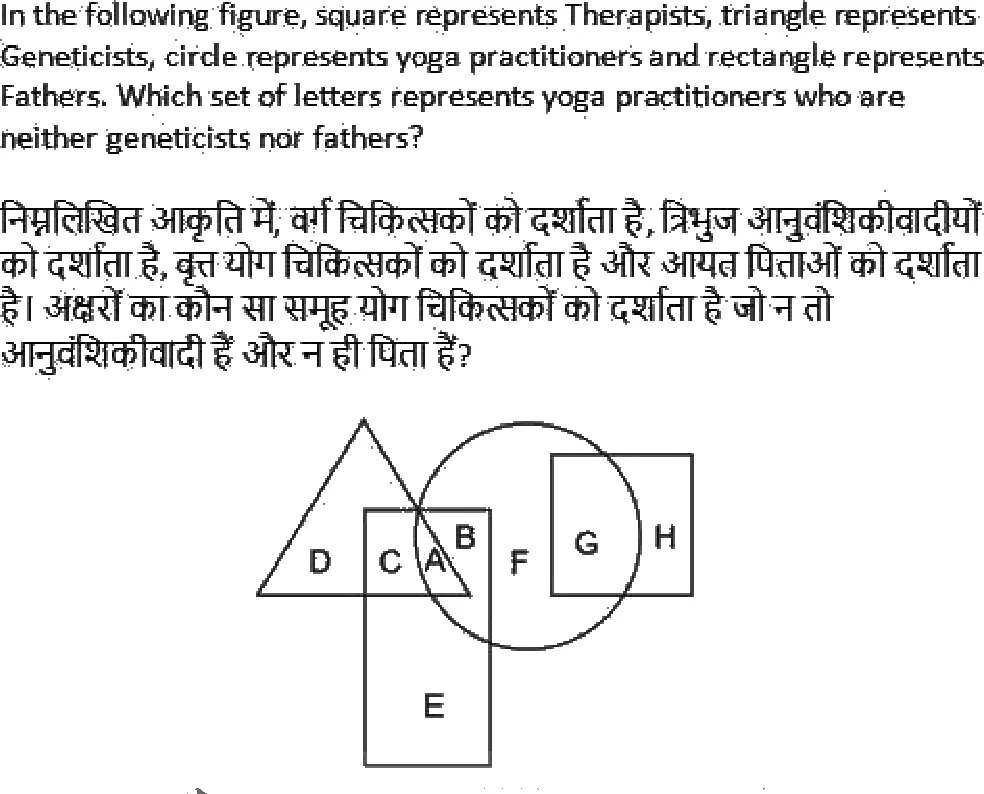 In the following figure, square represents Therapists, triangle represents
Geneticists, circle represents yoga practitioners and rectangle represents
Fathers. Which set of letters represents yoga practitioners who are
neither geneticists nor fathers?
निम्नलिखित आकृति में, वर्ग चिकित्सकों को दर्शाता है, त्रिभुज आनुवंशिकीवादीयों
को दर्शाता है, वृत्त योग चिकित्सकों को दर्शाता है और आयत पिताओं को दर्शाता
है। अक्षरों का कौन सा समूह योग चिकित्सकों को दर्शाता है जो न तो
आनुवंशिकीवादी हैं और न ही पिता हैं?
D C A B F G H
E